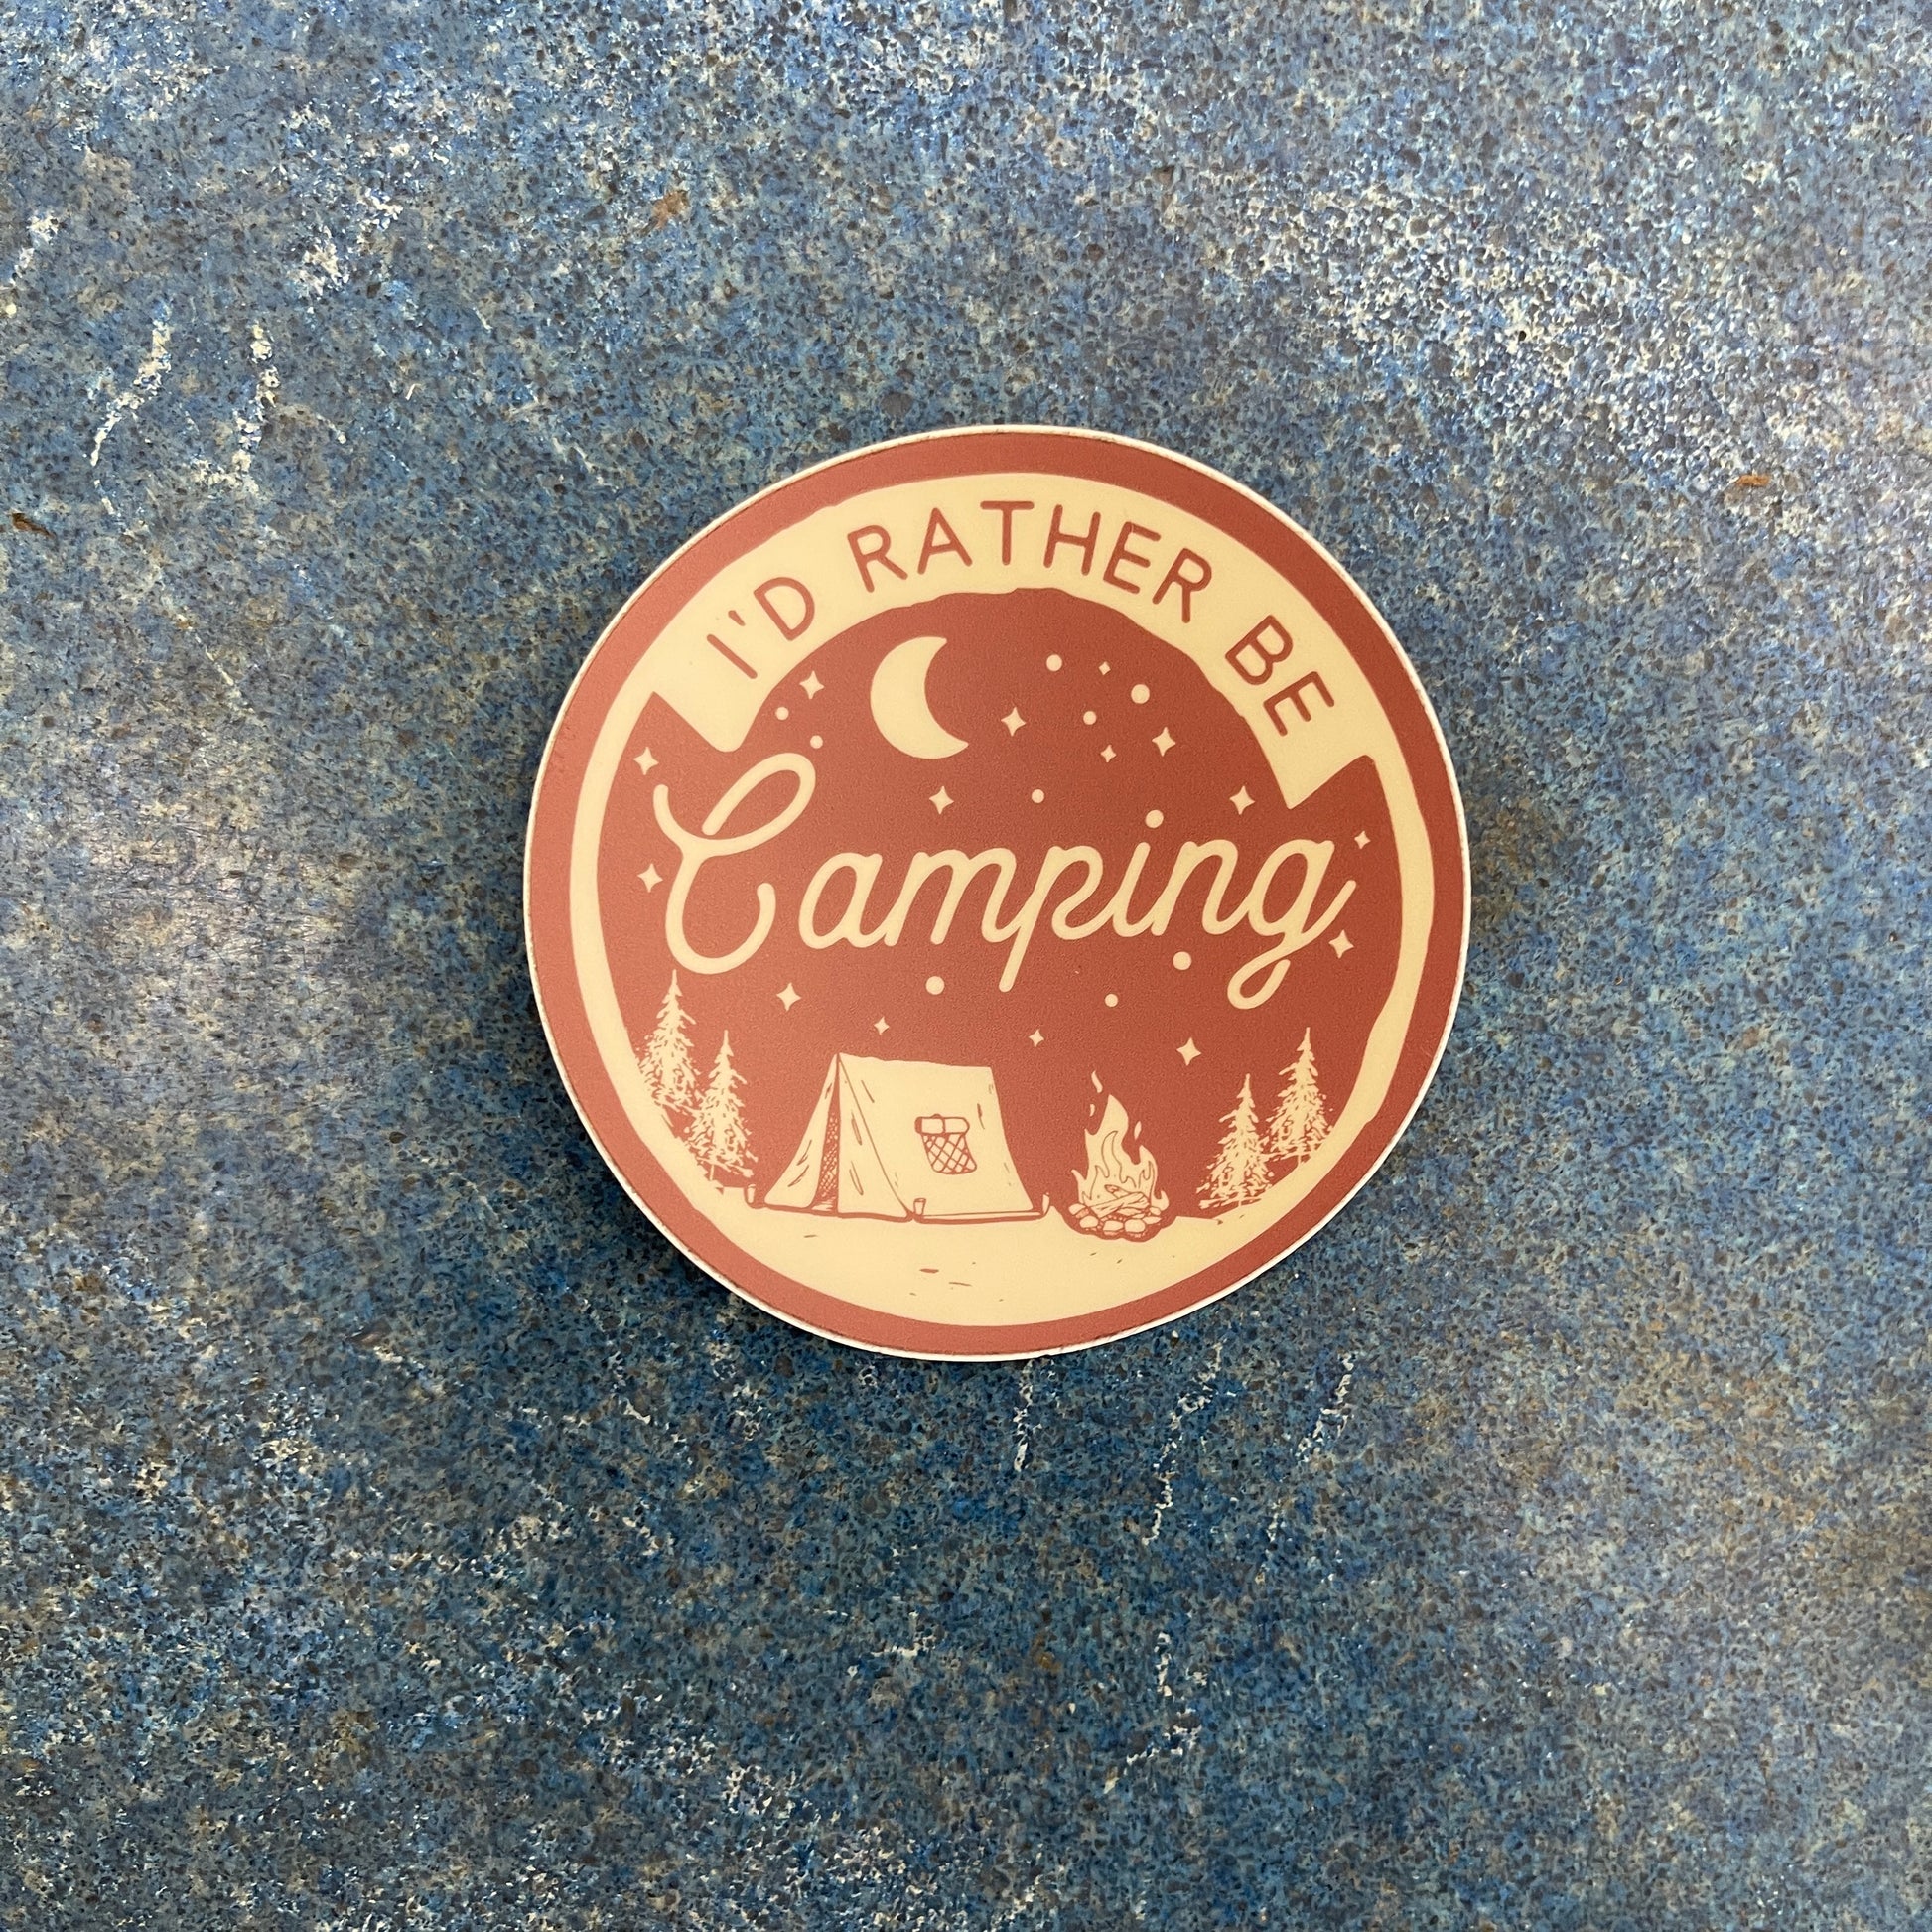 I'D RATHER BE
Camping